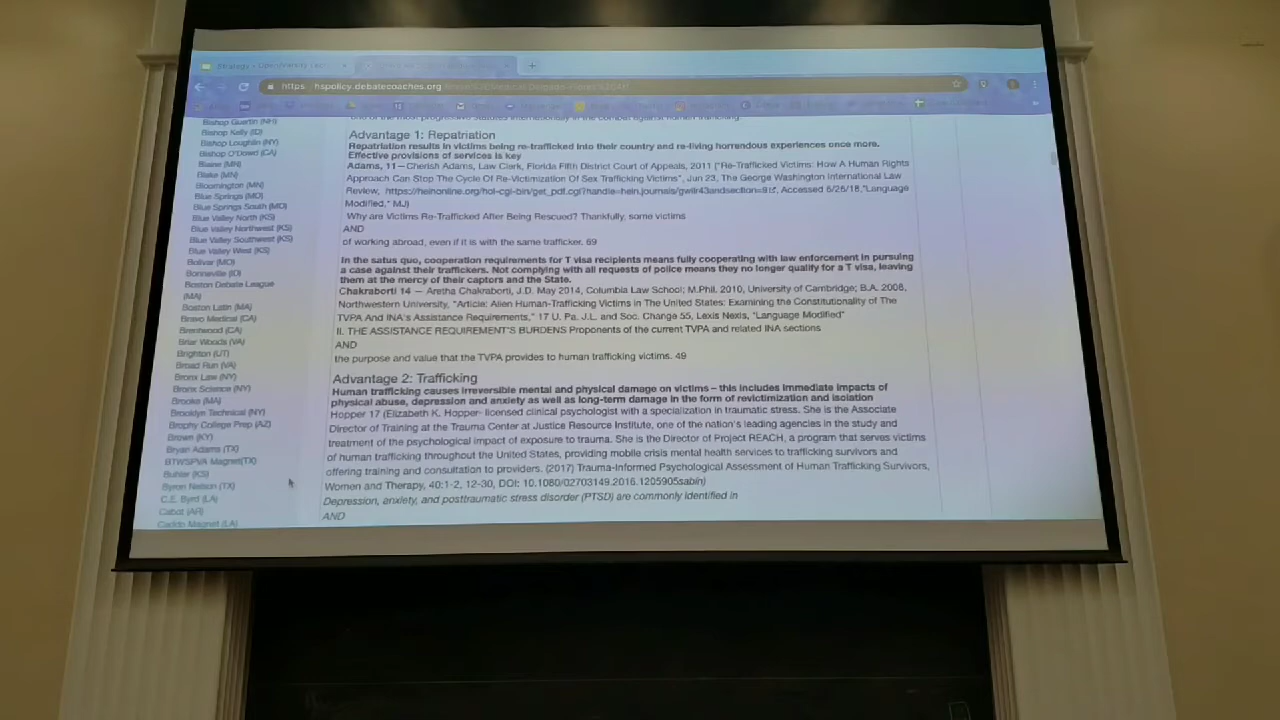 Strategy - OpenVarsity
https hspolicy.debatecoaches.org
Bishop Guertin (NH)
Bishop Kelly (ID)
Bishop Loughlin (NY)
Bishop O'Dowd (CA)
Blake (MN)
Bloomington (MN)
Blue Springs (MO)
Blue Springs South (MO)
Blue Valley North (KS)
Blue Valley Northwest (KS)
Blue Valley Southwest (KS)
Blue Valley West (KS)
Bolivar (MO)
Bonneville (ID)
Boston Debate League
(MA)
Boston Latin (MA)
Bravo Medical (CA)
Brentwood (CA)
Briar Woods (VA)
Brighton (UT)
Broad Run (VA)
Bronx Law (NY)
Bronx Science (NY)
Brooke (MA)
Brooklyn Technical (NY)
Brophy College Prep (AZ)
Brown (KY)
Bryan Adams (TX)
BTWSPVA Magnet(TX)
Buhler (KS)
Byron Nelson (TX)
C.E. Byrd (LA)
Cabot (AR)
Caddo Magnet (LA)
Advantage 1: Repatriation
Repatriation results in victims being re-trafficked into their country and re-living horrendous experiences once more.
Effective provisions of services is key
Adams, 11—Cherish Adams, Law Clerk, Florida Fifth District Court of Appeals, 2011 ["Re-Trafficked Victims: How A Human Rights
Approach Can Stop The Cycle Of Re-Victimization Of Sex Trafficking Victims", Jun 23, The George Washington International Law
Review, https://heinonline.org/hol-cgi-bin/get_pdf.cgi?handle=hein.journals/gwilr43andsection=9, Accessed 6/25/18,"Language
Modified," MJ)
Why are Victims Re-Trafficked After Being Rescued? Thankfully, some victims
AND
of working abroad, even if it is with the same trafficker. 69
In the satus quo, cooperation requirements for T visa recipients means fully cooperating with law enforcement in pursuing
a case against their traffickers. Not complying with all requests of police means they no longer qualify for a T visa, leaving
them at the mercy of their captors and the State.
Chakraborti 14 — Aretha Chakraborti, J.D. May 2014, Columbia Law School; M.Phil. 2010, University of Cambridge; B.A. 2008,
Northwestern University, "Article: Alien Human-Trafficking Victims in The United States: Examining the Constitutionality of The
TVPA And INA's Assistance Requirements," 17 U. Pa. J.L. and Soc. Change 55, Lexis Nexis, "Language Modified"
II. THE ASSISTANCE REQUIREMENT'S BURDENS Proponents of the current TVPA and related INA sections
AND
the purpose and value that the TVPA provides to human trafficking victims. 49
Advantage 2: Trafficking
Human trafficking causes irreversible mental and physical damage on victims – this includes immediate impacts of
physical abuse, depression and anxiety as well as long-term damage in the form of revictimization and isolation
Hopper 17 (Elizabeth K. Hopper- licensed clinical psychologist with a specialization in traumatic stress. She is the Associate
Director of Training at the Trauma Center at Justice Resource Institute, one of the nation's leading agencies in the study and
treatment of the psychological impact of exposure to trauma. She is the Director of Project REACH, a program that serves victims
of human trafficking throughout the United States, providing mobile crisis mental health services to trafficking survivors and
offering training and consultation to providers. (2017) Trauma-Informed Psychological Assessment of Human Trafficking Survivors,
Women and Therapy, 40:1-2, 12-30, DOI: 10.1080/02703149.2016.1205905sabin)
Depression, anxiety, and posttraumatic stress disorder (PTSD) are commonly identified in
AND